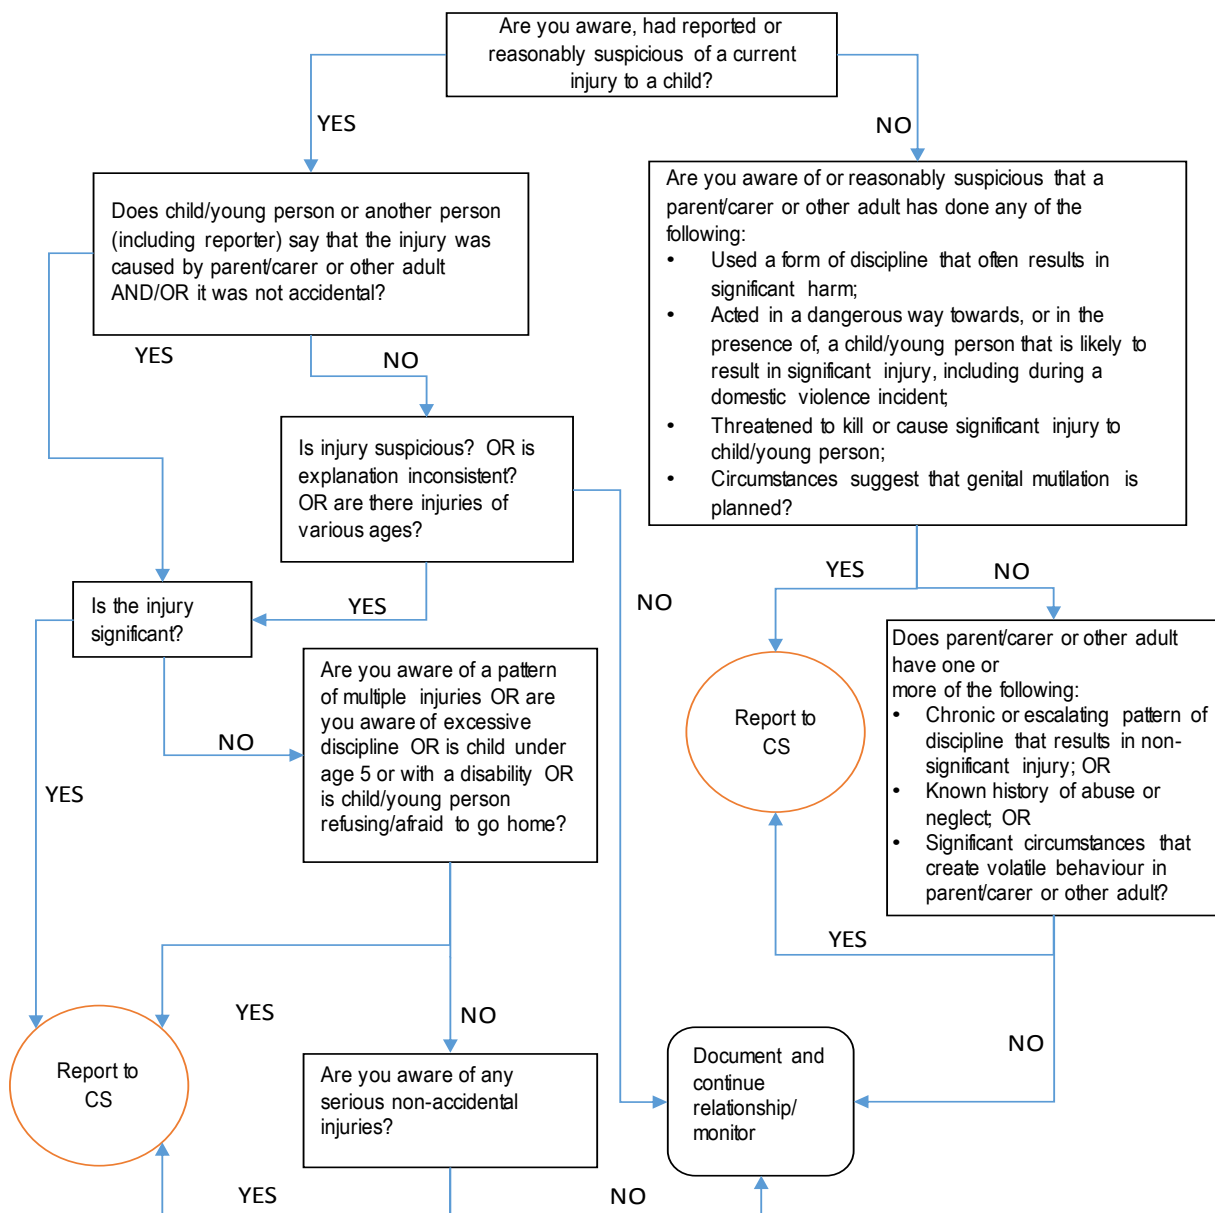 Are you aware, had reported or
reasonably suspicious of a current
injury to a child?
YES
NO
Does child/young person or another person
(including reporter) say that the injury was
caused by parent/carer or other adult
AND/OR it was not accidental?
Are you aware of or reasonably suspicious that a
parent/carer or other adult has done any of the
following:
• Used a form of discipline that often results in
significant harm;
• Acted in a dangerous way towards, or in the
presence of, a child/young person that is likely to
result in significant injury, including during a
domestic violence incident;
• Threatened to kill or cause significant injury to
child/young person;
• Circumstances suggest that genital mutilation is
planned?
YES
NO
Is injury suspicious? OR is
explanation inconsistent?
OR are there injuries of
various ages?
YES
NO
YES
NO
Is the injury
significant?
Are you aware of a pattern
of multiple injuries OR are
you aware of excessive
discipline OR is child under
age 5 or with a disability OR
is child/young person
refusing/afraid to go home?
Report to
CS
Does parent/carer or other adult
have one or
more of the following:
• Chronic or escalating pattern of
discipline that results in non-
significant injury; OR
• Known history of abuse or
neglect; OR
• Significant circumstances that
create volatile behaviour in
parent/carer or other adult?
NO
YES
YES
YES
NO
NO
Report to
CS
Are you aware of any
serious non-accidental
injuries?
Document and
continue
relationship/
monitor
YES
NO